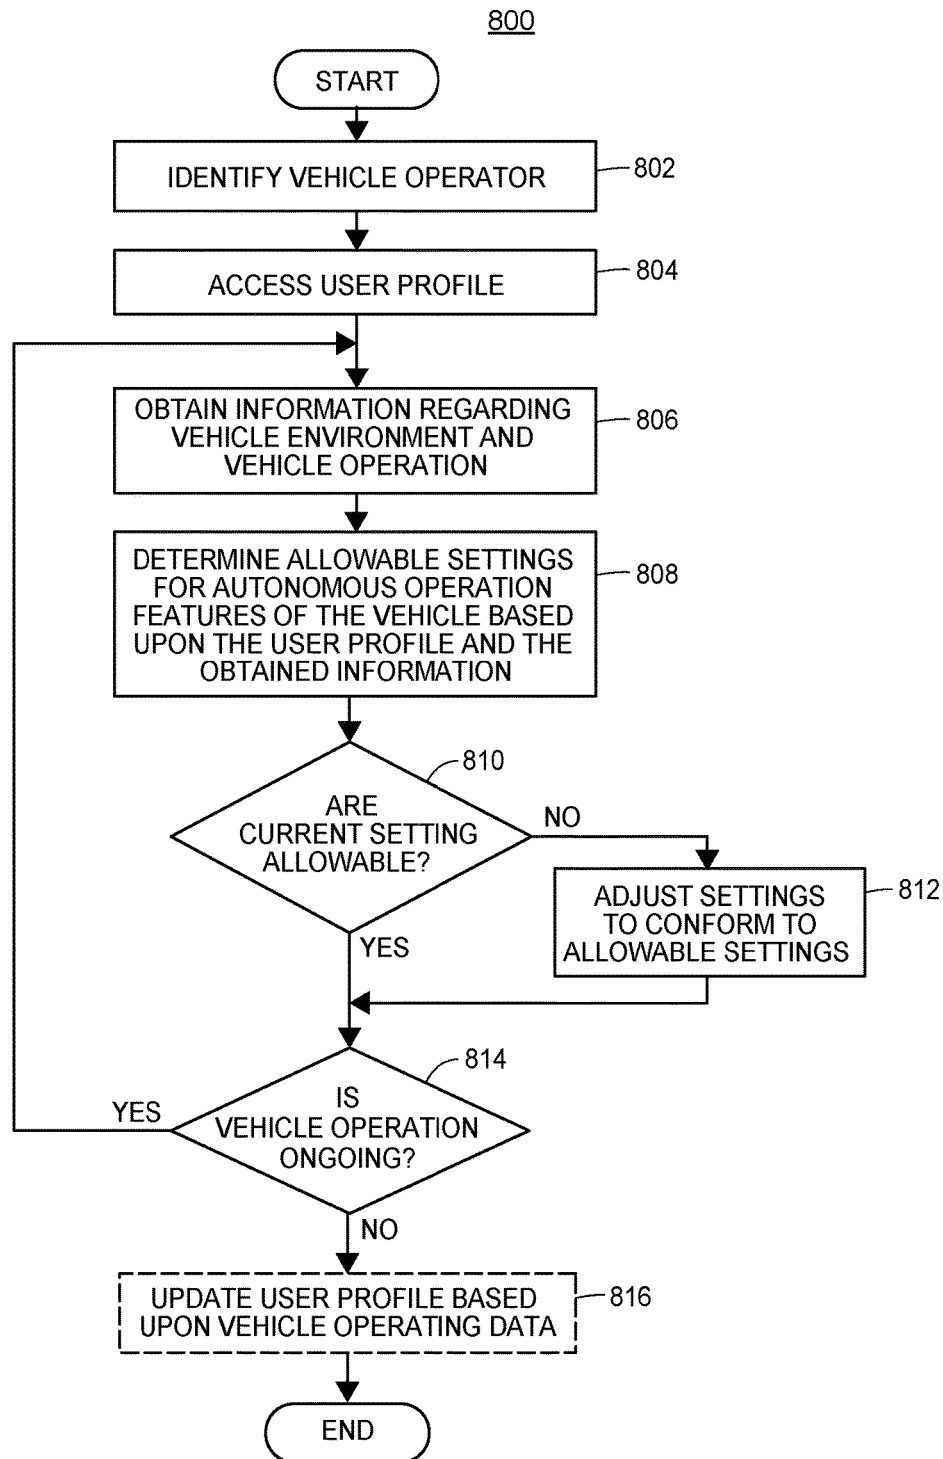 800
START
IDENTIFY VEHICLE OPERATOR
802
ACCESS USER PROFILE
804
OBTAIN INFORMATION REGARDING
VEHICLE ENVIRONMENT AND
VEHICLE OPERATION
806
DETERMINE ALLOWABLE SETTINGS
FOR AUTONOMOUS OPERATION
FEATURES OF THE VEHICLE BASED
UPON THE USER PROFILE AND THE
OBTAINED INFORMATION
808
ARE
CURRENT SETTING
ALLOWABLE?
810
NO
YES
ADJUST SETTINGS
TO CONFORM TO
ALLOWABLE SETTINGS
812
IS
VEHICLE OPERATION
ONGOING?
814
YES
NO
UPDATE USER PROFILE BASED
UPON VEHICLE OPERATING DATA
816
END